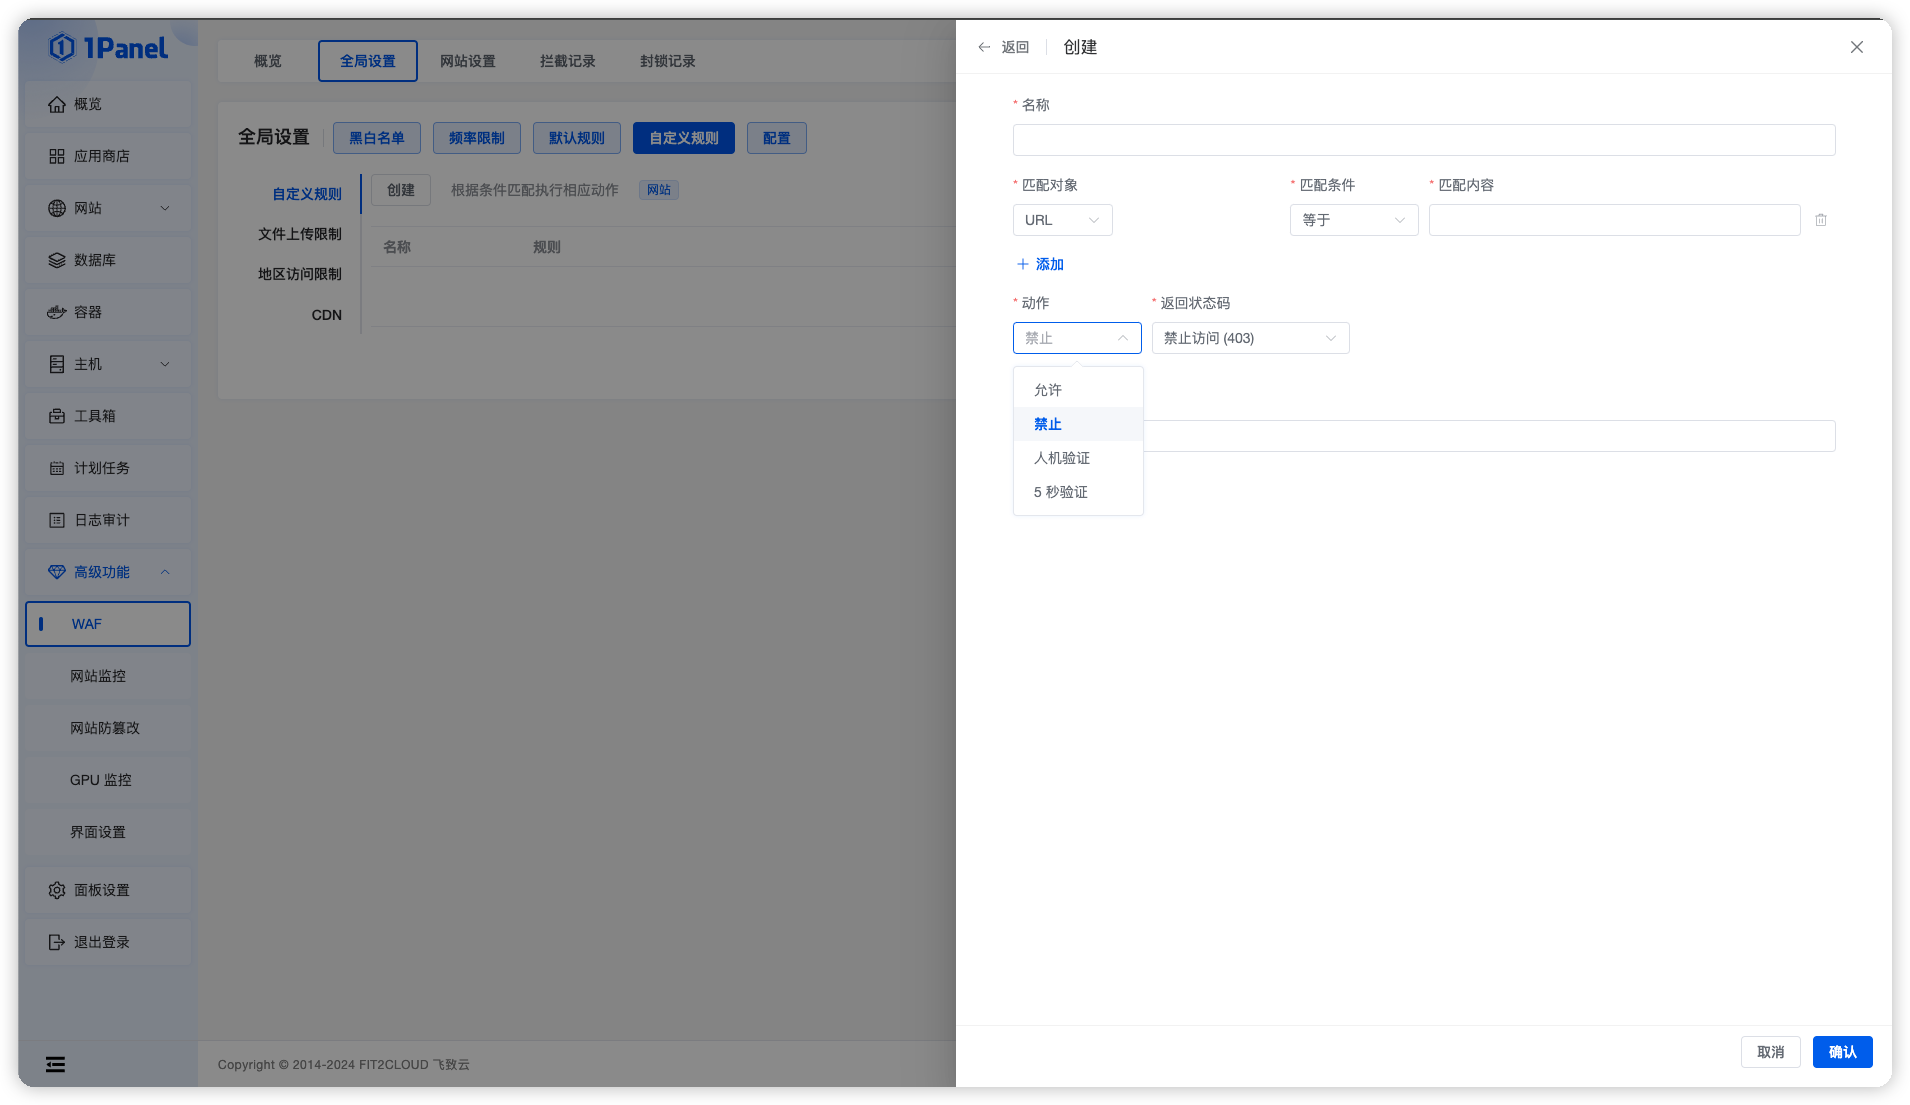 1Panel
概览
应用商店
网站
数据库
容器
主机
工具箱
计划任务
日志审计
高级功能
WAF
网站监控
网站防篡改
GPU 监控
界面设置
面板设置
退出登录
概览 全局设置 网站设置 拦截记录 封锁记录
全局设置 黑白名单 频率限制 默认规则 自定义规则 配置
自定义规则
文件上传限制
地区访问限制
CDN
创建 根据条件匹配执行相应动作 网站
名称 规则
Copyright © 2014-2024 FIT2CLOUD 飞致云
返回 创建
* 名称
* 匹配对象 * 匹配条件 * 匹配内容
URL 等于
添加
* 动作 * 返回状态码
禁止 禁止访问 (403)
允许
禁止
人机验证
5 秒验证
取消 确认